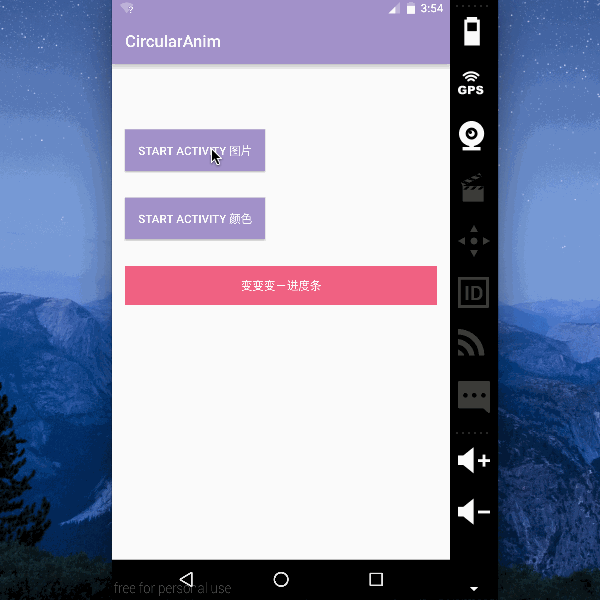 3:54
CircularAnim
GPS
START ACTIVITY 图片
START ACTIVITY 颜色
ID
变变变－进度条
free for personal use